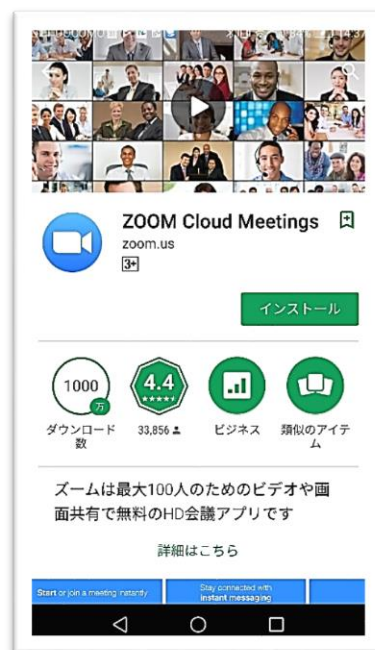 DOCOMO
84%
14:37
ZOOM Cloud Meetings
zoom.us
3+
インストール
1000
万
4.4
ダウンロード
数
33,856
ビジネス
類似のアイテ
ム
ズームは最大100人のためのビデオや画
面共有で無料のHD会議アプリです
詳細はこちら
Start or join a meeting instantly
Stay connected with
instant messaging